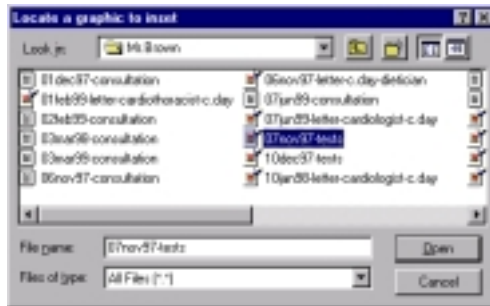 Locate a graphic to insert
Look in: Mr.Brown
01dec97-consultation
01feb99-letter-cardiothoracist-c.day
02feb99-consultation
03mar98-consultation
03mar99-consultation
06nov97-consultation
06nov97-letter-c.day-dietician
07jun89-consultation
07jun89-letter-cardiologist-c.day
07nov97-tests
10dec97-tests
10jan98-letter-cardiologist-c.day
File name: 07nov97-tests Open
Files of type: All Files (*.*) Cancel